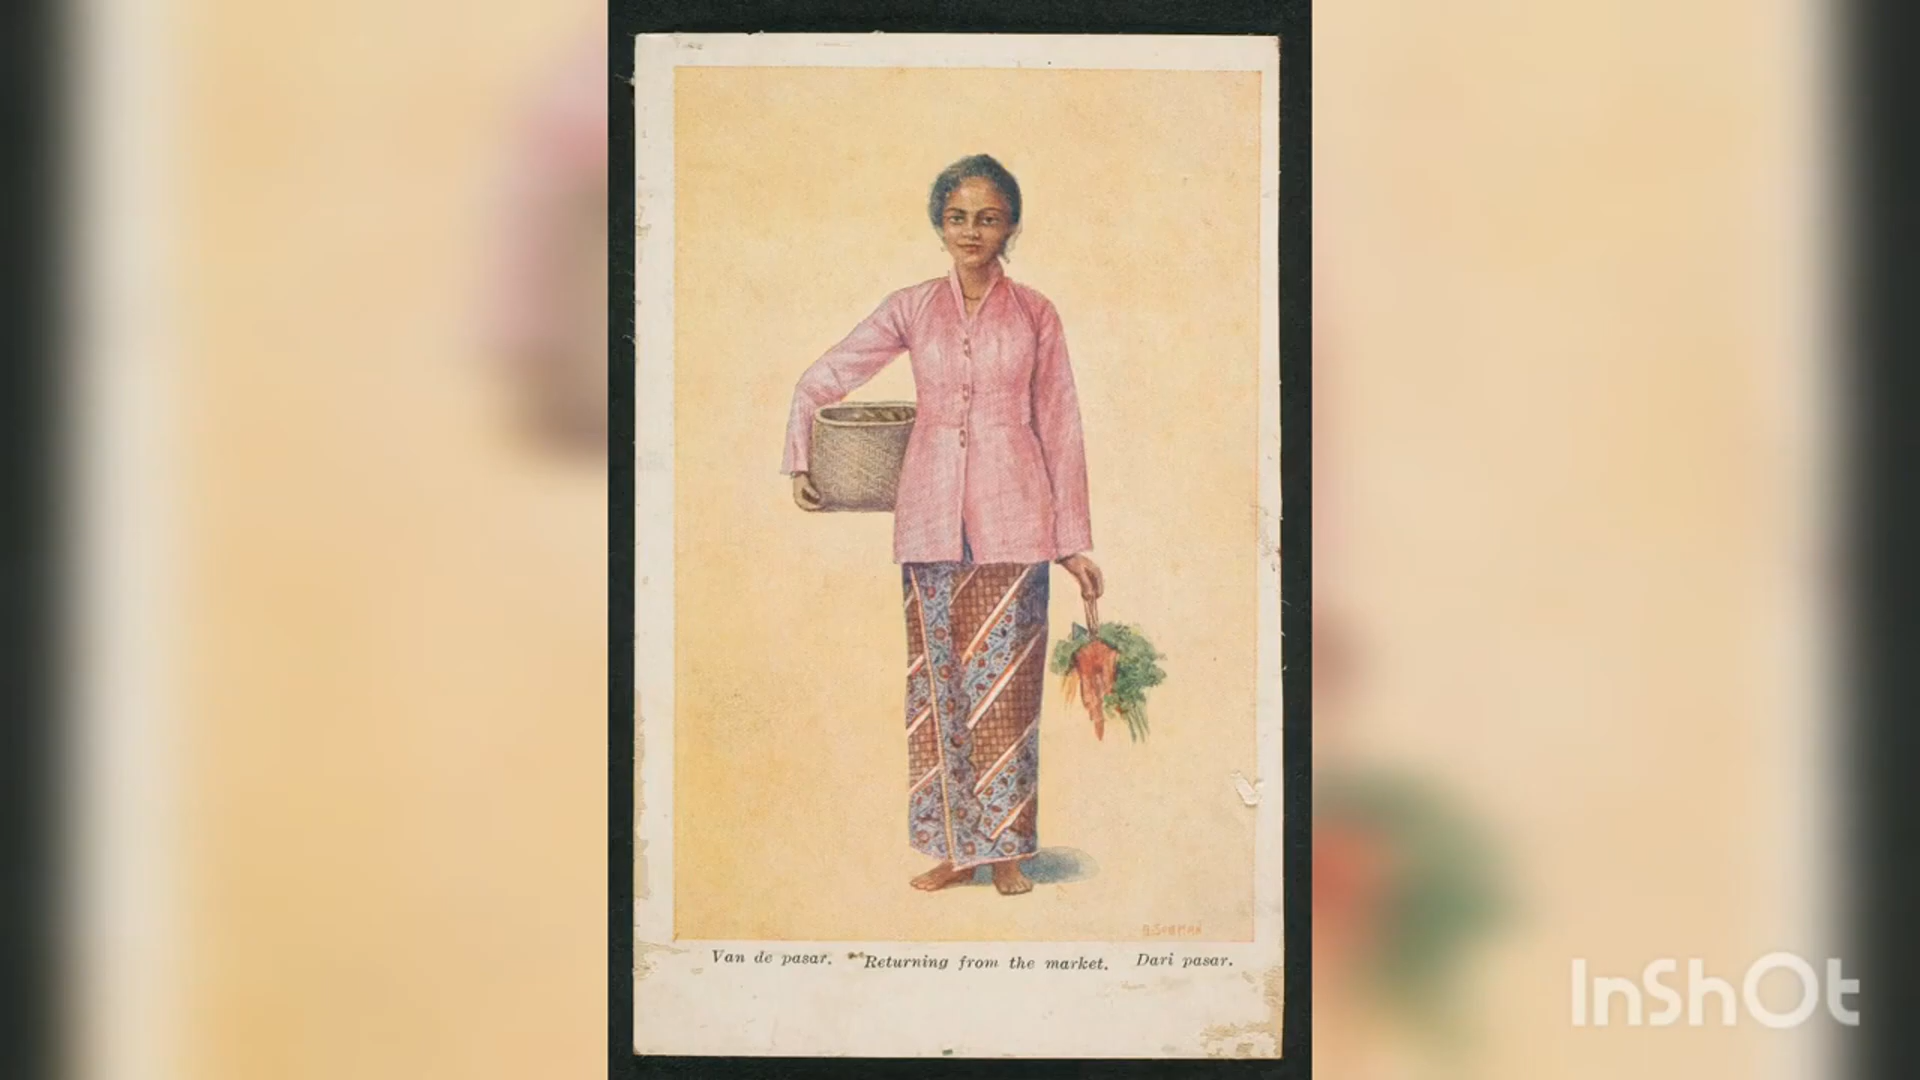 Van de pasar. Returning from the market. Dari pasar.
InShOt